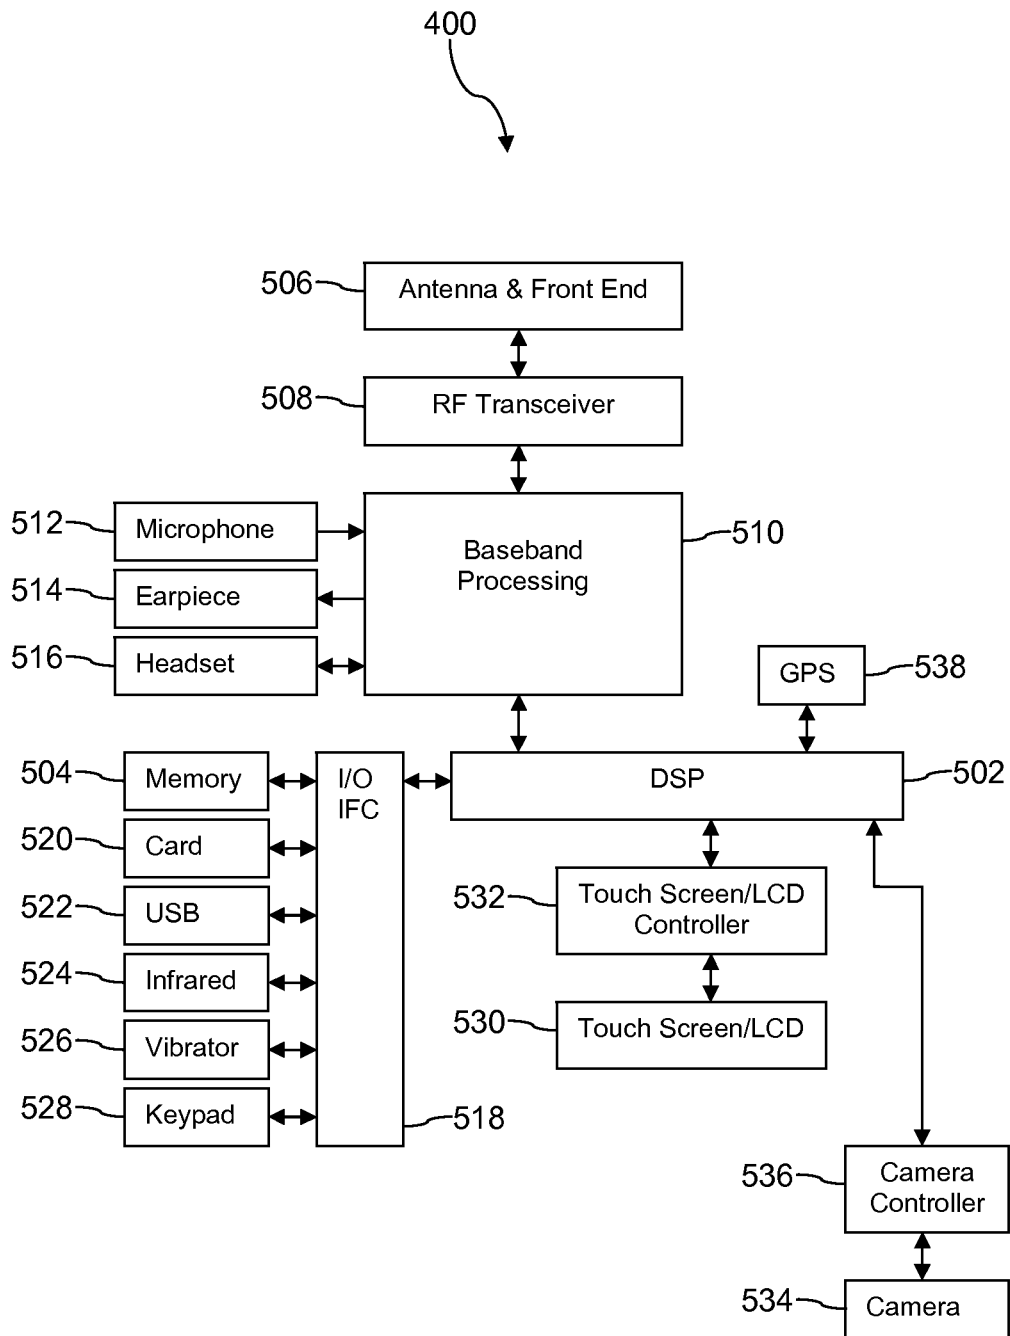 400
506
Antenna & Front End
508
RF Transceiver
512
Microphone
Baseband
Processing
510
514
Earpiece
516
Headset
GPS
538
504
Memory
I/O
IFC
DSP
502
520
Card
532
Touch Screen/LCD
Controller
522
USB
524
Infrared
530
Touch Screen/LCD
526
Vibrator
528
Keypad
518
536
Camera
Controller
534
Camera